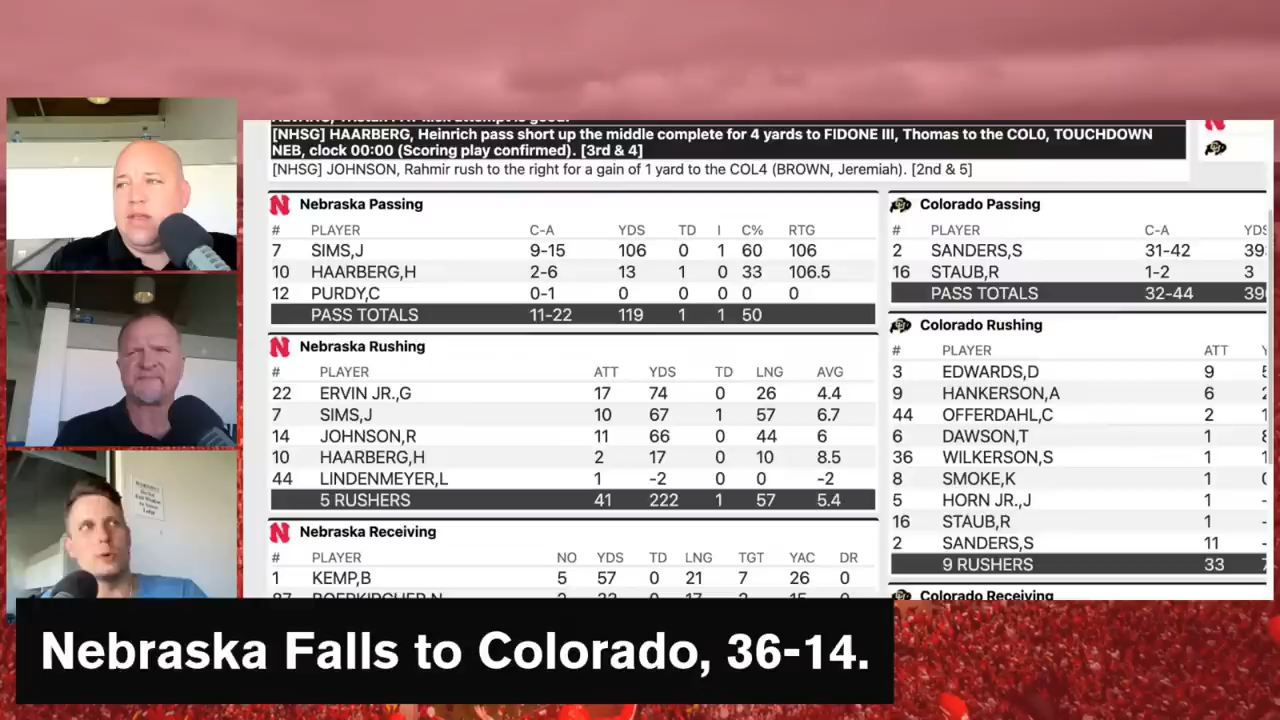 [NHSG] HAARBERG, Heinrich pass short up the middle complete for 4 yards to FIDONE III, Thomas to the COL0, TOUCHDOWN
NEB, clock 00:00 (Scoring play confirmed). [3rd & 4]
[NHSG] JOHNSON, Rahmir rush to the right for a gain of 1 yard to the COL4 (BROWN, Jeremiah). [2nd & 5]
Nebraska Passing
# PLAYER C-A YDS TD I C% RTG
7 SIMS,J 9-15 106 0 1 60 106
10 HAARBERG,H 2-6 13 1 0 33 106.5
12 PURDY,C 0-1 0 0 0 0 0
PASS TOTALS 11-22 119 1 1 50
Nebraska Rushing
# PLAYER ATT YDS TD LNG AVG
22 ERVIN JR.,G 17 74 0 26 4.4
7 SIMS,J 10 67 1 57 6.7
14 JOHNSON,R 11 66 0 44 6
10 HAARBERG,H 2 17 0 10 8.5
44 LINDENMEYER,L 1 -2 0 0 -2
5 RUSHERS 41 222 1 57 5.4
Nebraska Receiving
# PLAYER NO YDS TD LNG TGT YAC DR
1 KEMP,B 5 57 0 21 7 26 0
Colorado Passing
# PLAYER C-A YDS
2 SANDERS,S 31-42 39
16 STAUB,R 1-2 3
PASS TOTALS 32-44 39
Colorado Rushing
# PLAYER ATT
3 EDWARDS,D 9
9 HANKERSON,A 6
44 OFFERDAHL,C 2
6 DAWSON,T 1
36 WILKERSON,S 1
8 SMOKE,K 1
5 HORN JR.,J 1
16 STAUB,R 1
2 SANDERS,S 11
9 RUSHERS 33
Colorado Receiving
Nebraska Falls to Colorado, 36-14.